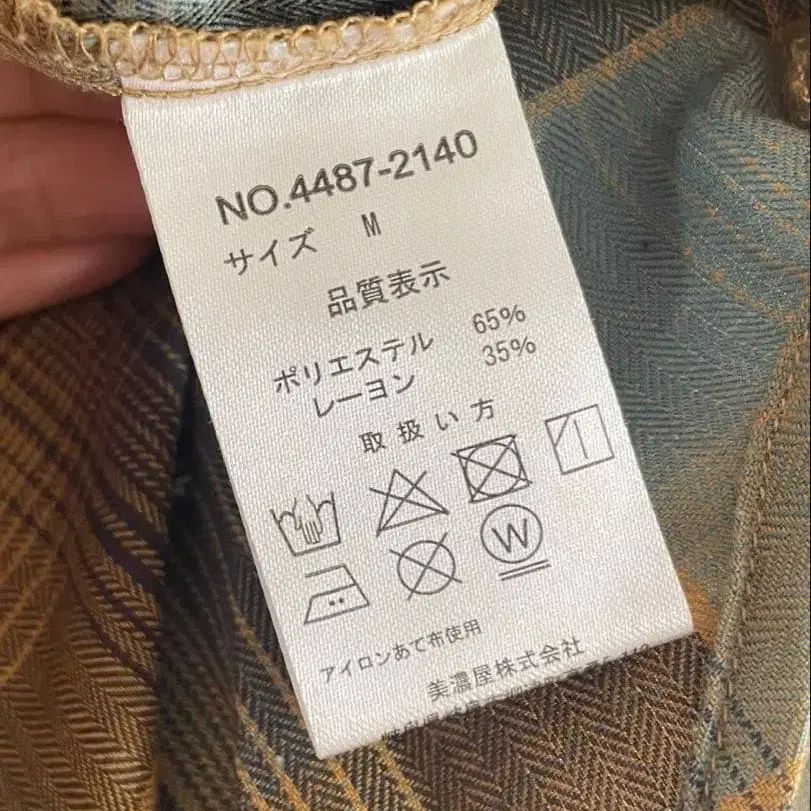 NO.4487-2140
サイズ M
品質表示
ポリエステル 65%
レーヨン 35%
取扱い方
W
アイロンあて布使用
美濃屋株式会社